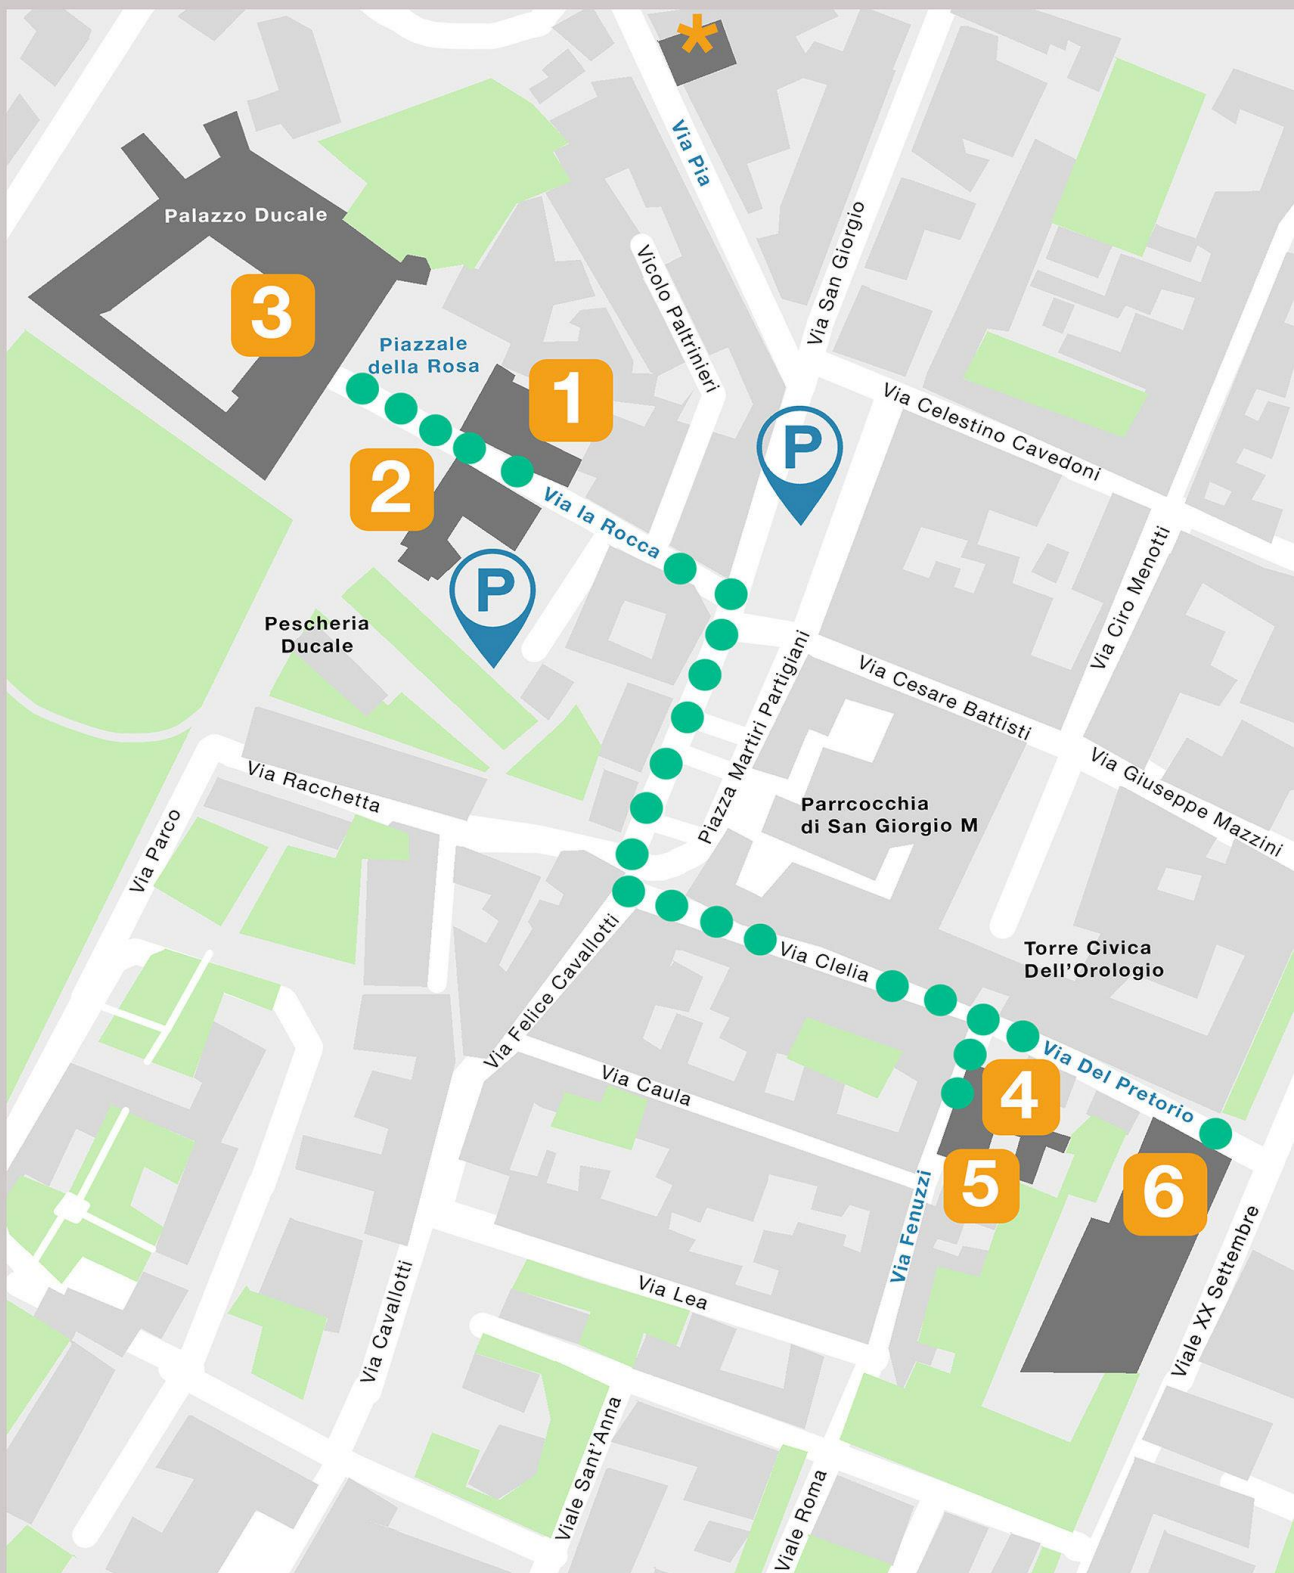 *
Via Pia
Palazzo Ducale
Via San Giorgio
Vicolo Paltrinieri
3
Piazzale
della Rosa
1
Via Celestino Cavedoni
P
2
Via la Rocca
P
Via Ciro Menotti
Pescheria
Ducale
Piazza Martiri Partigiani
Via Cesare Battisti
Via Giuseppe Mazzini
Via Racchetta
Via Parco
Parrcocchia
di San Giorgio M
Via Felice Cavallotti
Via Clelia
Torre Civica
Dell'Orologio
Via Del Pretorio
Via Caula
4
5
6
Via Fenuzzi
Viale XX Settembre
Via Cavallotti
Via Lea
Viale Sant'Anna
Viale Roma